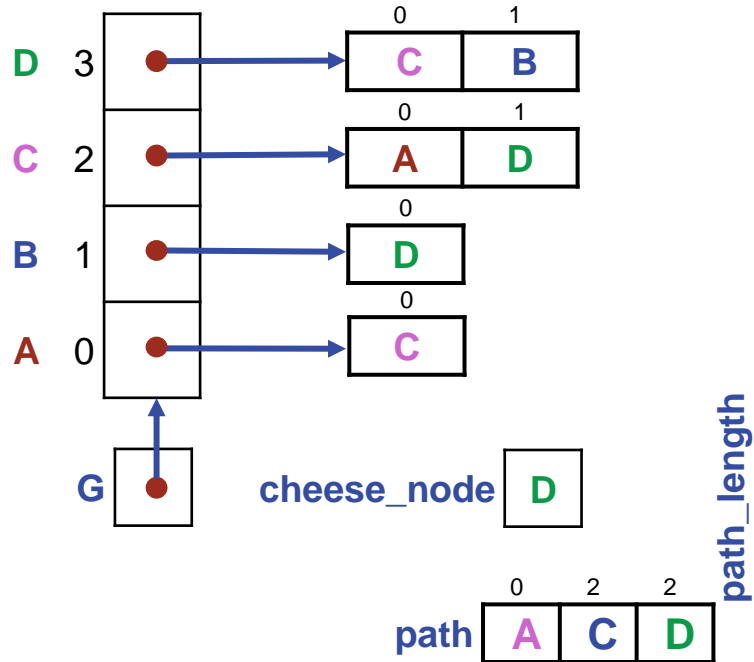 0 1
D 3 C B
0 1
C 2 A D
0
B 1 D
0
A 0 C
G cheese_node D
path_length
0 2 2
path A C D